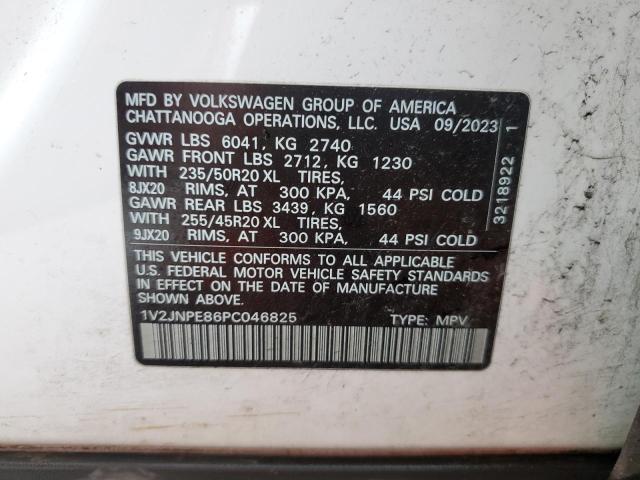 MFD BY VOLKSWAGEN GROUP OF AMERICA
CHATTANOOGA OPERATIONS, LLC. USA 09/2023
GVWR LBS 6041, KG 2740
GAWR FRONT LBS 2712, KG 1230
WITH 235/50R20 XL TIRES,
8JX20 RIMS, AT 300 KPA, 44 PSI COLD
GAWR REAR LBS 3439, KG 1560
WITH 255/45R20 XL TIRES,
9JX20 RIMS, AT 300 KPA, 44 PSI COLD
THIS VEHICLE CONFORMS TO ALL APPLICABLE
U.S. FEDERAL MOTOR VEHICLE SAFETY STANDARDS
IN EFFECT ON THE DATE OF MANUFACTURE
SHOWN ABOVE.
1V2JNPE86PC046825 TYPE: MPV
3218922 1